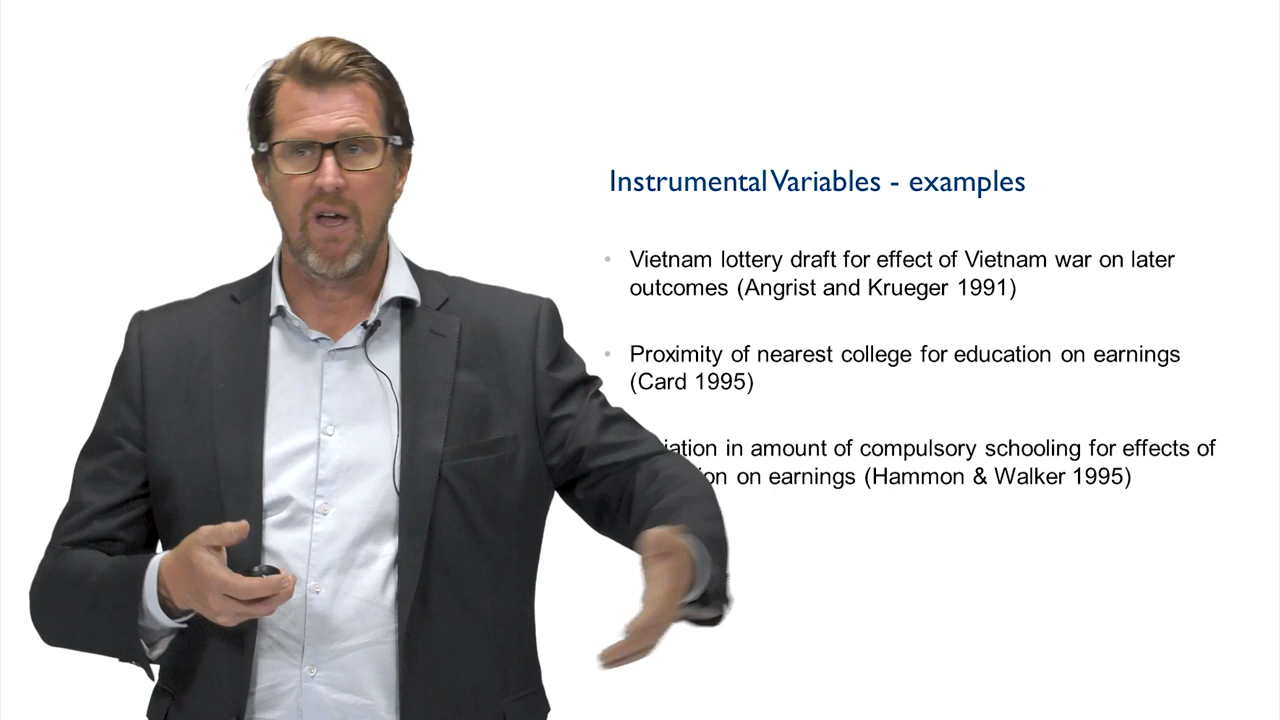 Instrumental Variables - examples
• Vietnam lottery draft for effect of Vietnam war on later
outcomes (Angrist and Krueger 1991)
• Proximity of nearest college for education on earnings
(Card 1995)
in amount of compulsory schooling for effects of
on earnings (Hammon & Walker 1995)